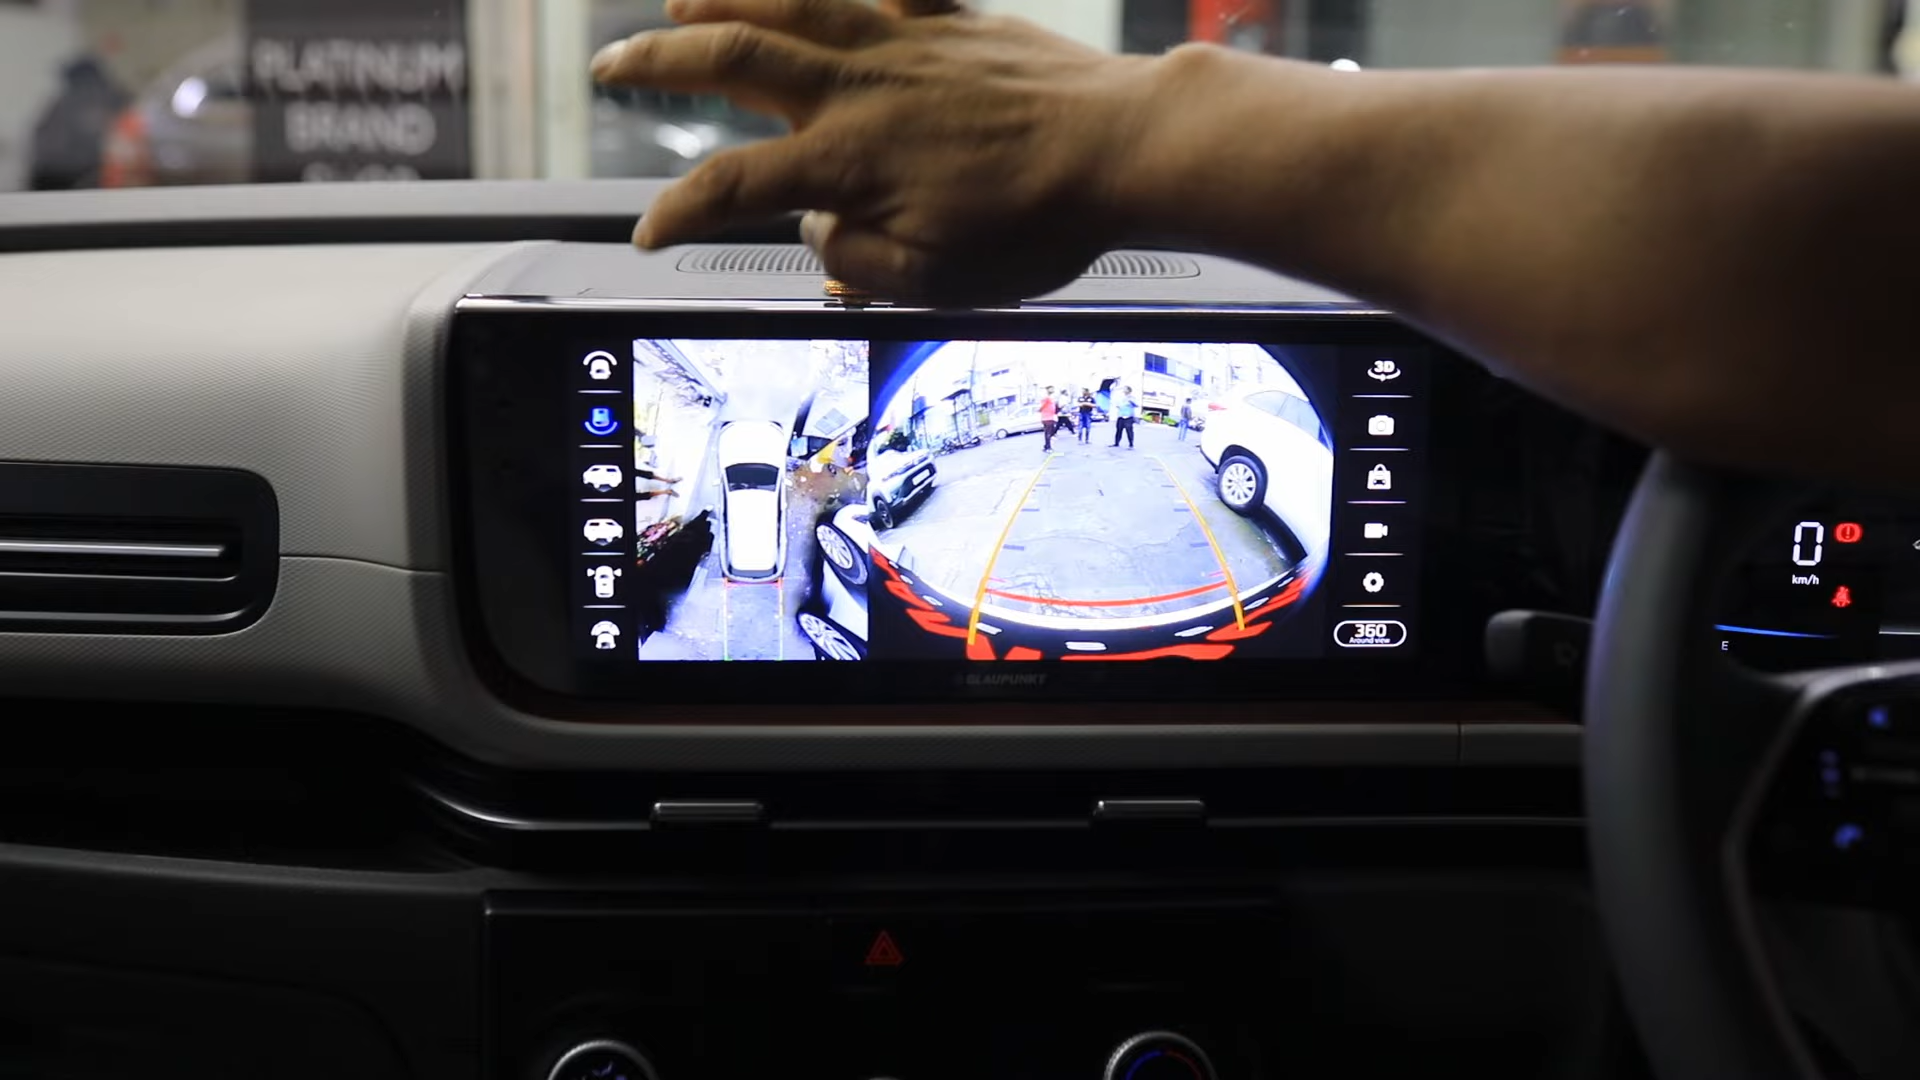 PLATINUM
BRAND
3D
360
Around view
BLAUPUNKT
0
km/h
E